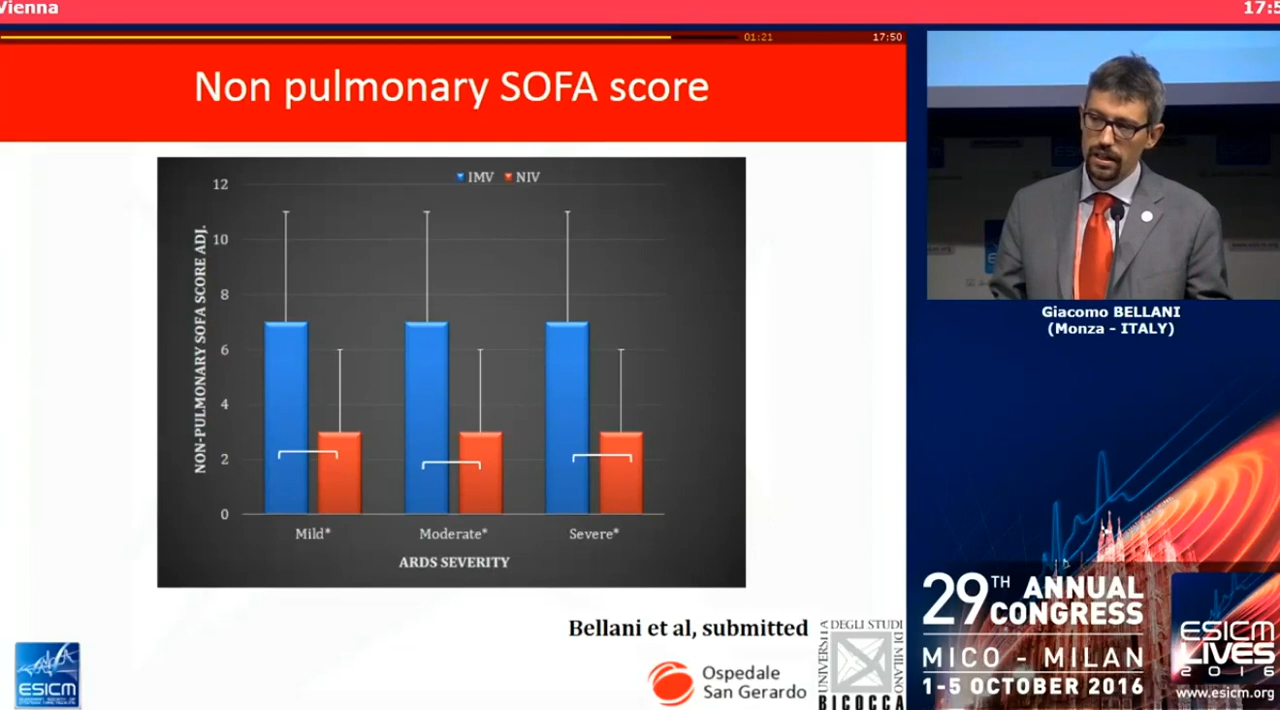 Vienna
17:5
01:21
17:50
Non pulmonary SOFA score
IMV NIV
12
10
8
6
4
2
0
NON-PULMONARY SOFA SCORE ADJ.
Mild* Moderate* Severe*
ARDS SEVERITY
Bellani et al, submitted
ESICM
Ospedale
San Gerardo
UNIVERSITÀ DEGLI STUDI DI MILANO
BICOCCA
Giacomo BELLANI
(Monza - ITALY)
29TH ANNUAL
CONGRESS
MICO - MILAN
1-5 OCTOBER 2016
ESICM
LIVES
2016
www.esicm.org